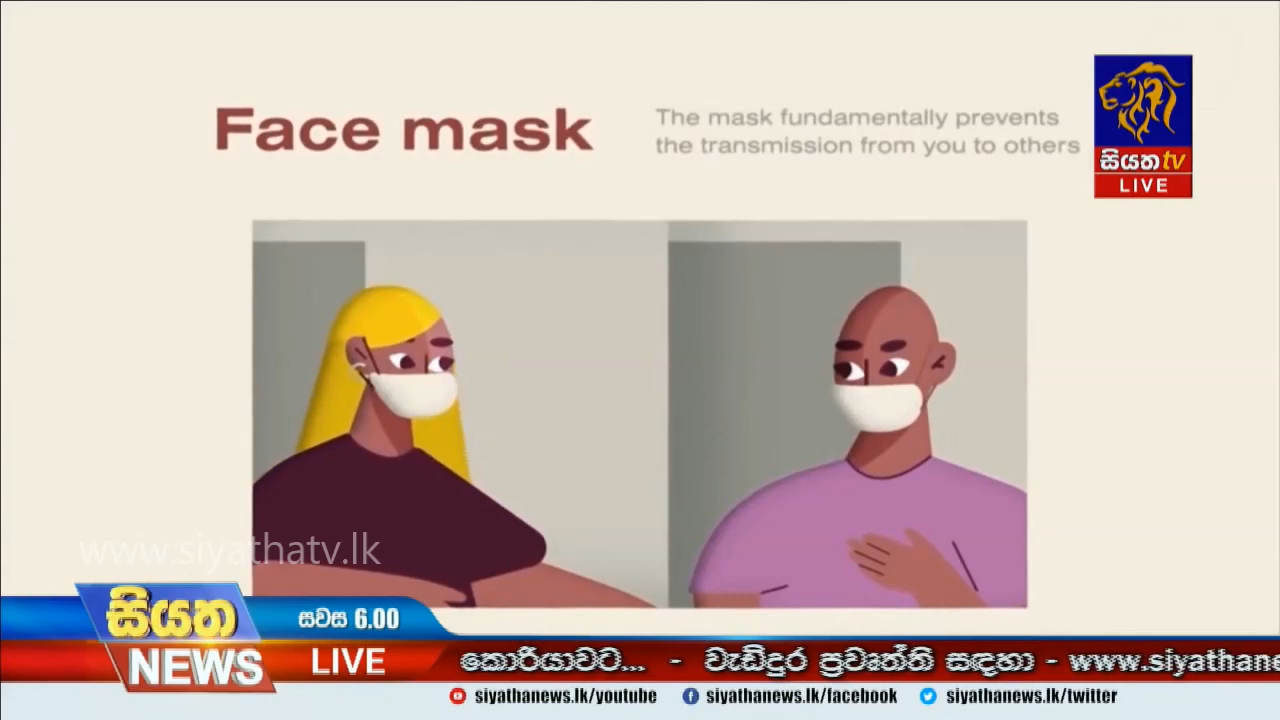 Face mask
The mask fundamentally prevents
the transmission from you to others
සියත tv
LIVE
www.siyathatv.lk
සියත
NEWS
සවස 6.00
LIVE
කොරියාවට... - වැඩිදුර ප්‍රවෘත්ති සඳහා - www.siyathane
siyathanews.lk/youtube
siyathanews.lk/facebook
siyathanews.lk/twitter